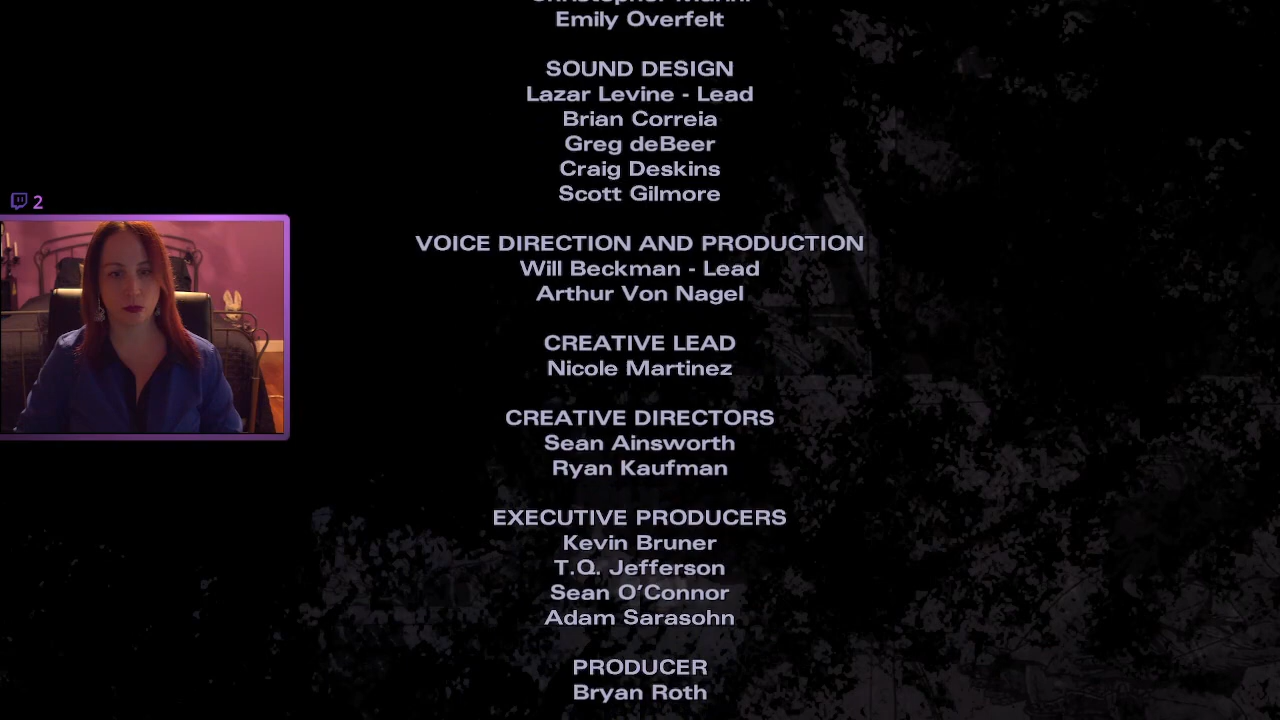 Emily Overfelt
SOUND DESIGN
Lazar Levine - Lead
Brian Correia
Greg deBeer
Craig Deskins
Scott Gilmore
2
VOICE DIRECTION AND PRODUCTION
Will Beckman - Lead
Arthur Von Nagel
CREATIVE LEAD
Nicole Martinez
CREATIVE DIRECTORS
Sean Ainsworth
Ryan Kaufman
EXECUTIVE PRODUCERS
Kevin Bruner
T.Q. Jefferson
Sean O'Connor
Adam Sarasohn
PRODUCER
Bryan Roth